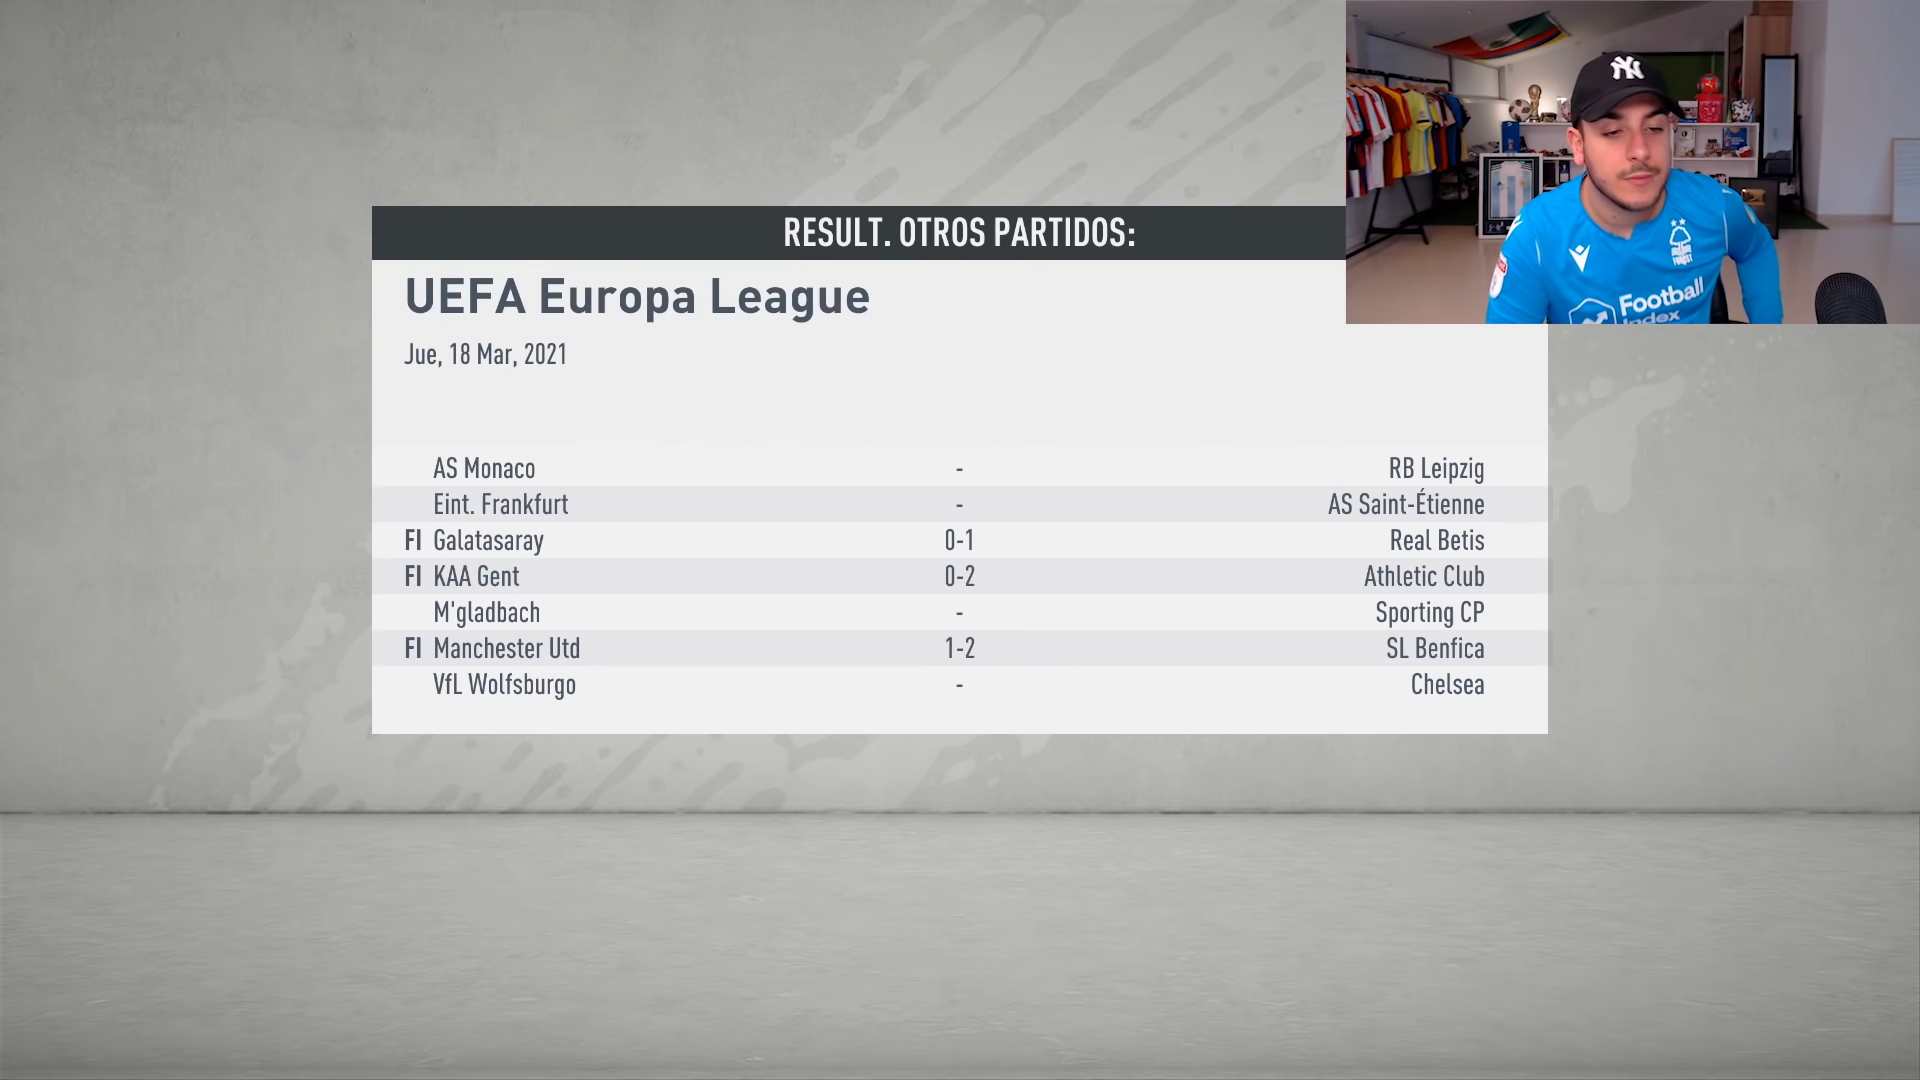 RESULT. OTROS PARTIDOS:
UEFA Europa League
Jue, 18 Mar, 2021
AS Monaco - RB Leipzig
Eint. Frankfurt - AS Saint-Étienne
FI Galatasaray 0-1 Real Betis
FI KAA Gent 0-2 Athletic Club
M'gladbach - Sporting CP
FI Manchester Utd 1-2 SL Benfica
VfL Wolfsburgo - Chelsea
NY
FOREST
Football
Index